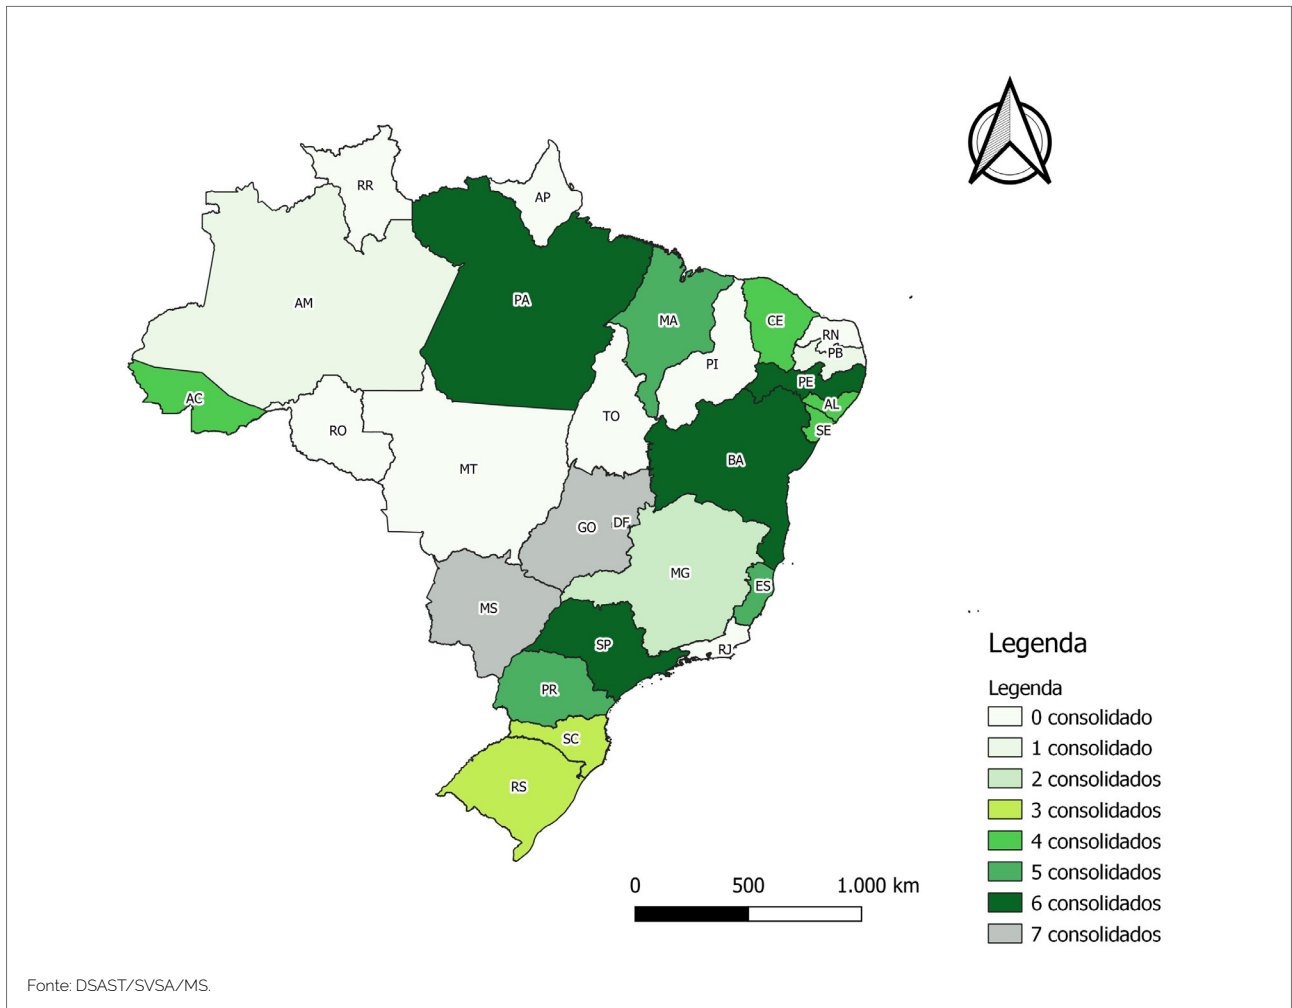 RR
AP
AM
PA
MA
CE
RN
PB
PI
PE
AC
AL
TO
SE
RO
BA
MT
GO
DF
MG
ES
MS
SP
RJ
PR
SC
RS
Legenda
Legenda
0 consolidado
1 consolidado
2 consolidados
3 consolidados
4 consolidados
5 consolidados
6 consolidados
7 consolidados
0 500 1.000 km
Fonte: DSAST/SVSA/MS.